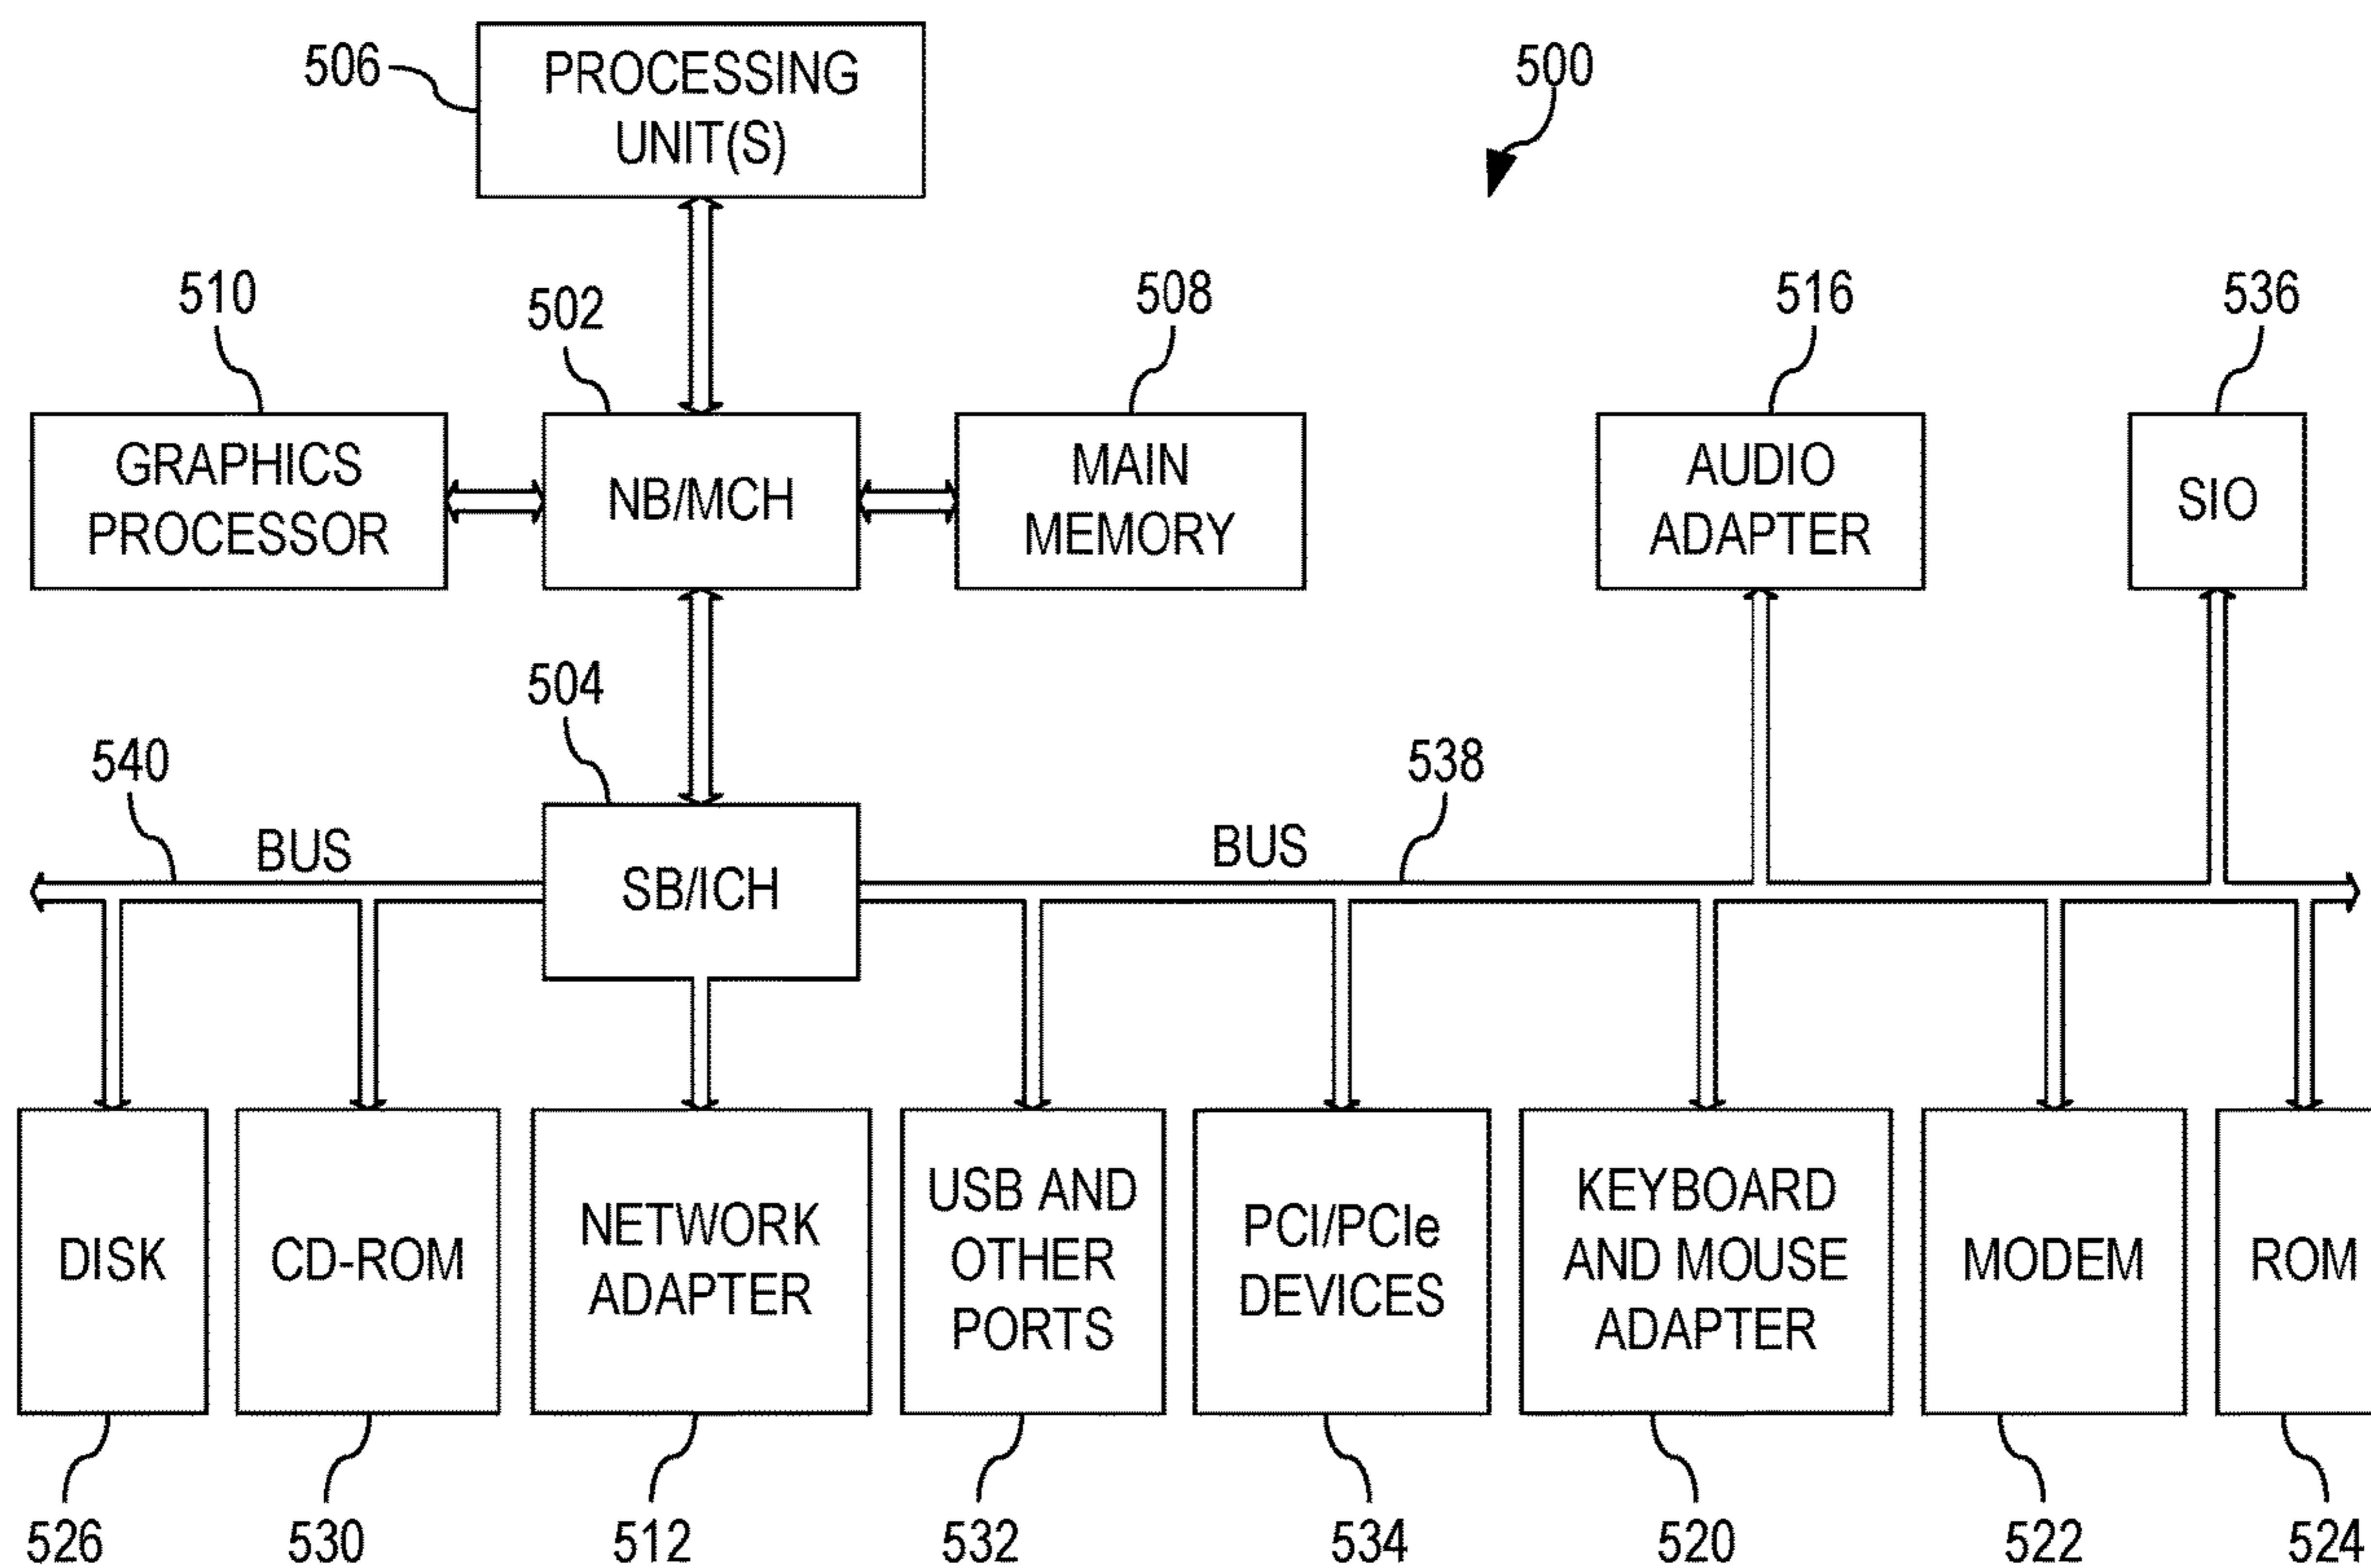 506
PROCESSING
UNIT(S)
500
510
502
508
516
536
GRAPHICS
PROCESSOR
NB/MCH
MAIN
MEMORY
AUDIO
ADAPTER
SIO
504
540
538
BUS
BUS
SB/ICH
DISK
CD-ROM
NETWORK
ADAPTER
USB AND
OTHER
PORTS
PCI/PCIe
DEVICES
KEYBOARD
AND MOUSE
ADAPTER
MODEM
ROM
526
530
512
532
534
520
522
524